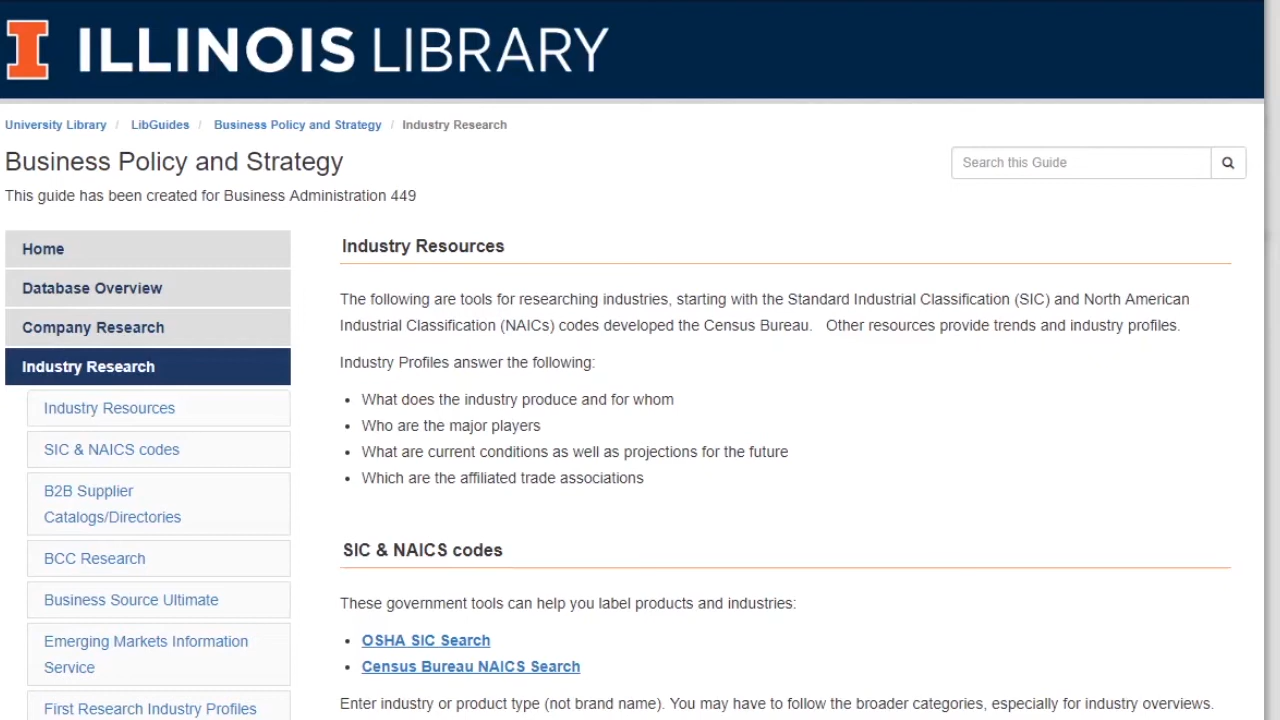 I ILLINOIS LIBRARY
University Library / LibGuides / Business Policy and Strategy / Industry Research
Business Policy and Strategy
Search this Guide
This guide has been created for Business Administration 449
Home
Database Overview
Company Research
Industry Research
Industry Resources
SIC & NAICS codes
B2B Supplier
Catalogs/Directories
BCC Research
Business Source Ultimate
Emerging Markets Information
Service
First Research Industry Profiles
Industry Resources
The following are tools for researching industries, starting with the Standard Industrial Classification (SIC) and North American
Industrial Classification (NAICs) codes developed the Census Bureau. Other resources provide trends and industry profiles.
Industry Profiles answer the following:
• What does the industry produce and for whom
• Who are the major players
• What are current conditions as well as projections for the future
• Which are the affiliated trade associations
SIC & NAICS codes
These government tools can help you label products and industries:
• OSHA SIC Search
• Census Bureau NAICS Search
Enter industry or product type (not brand name). You may have to follow the broader categories, especially for industry overviews.